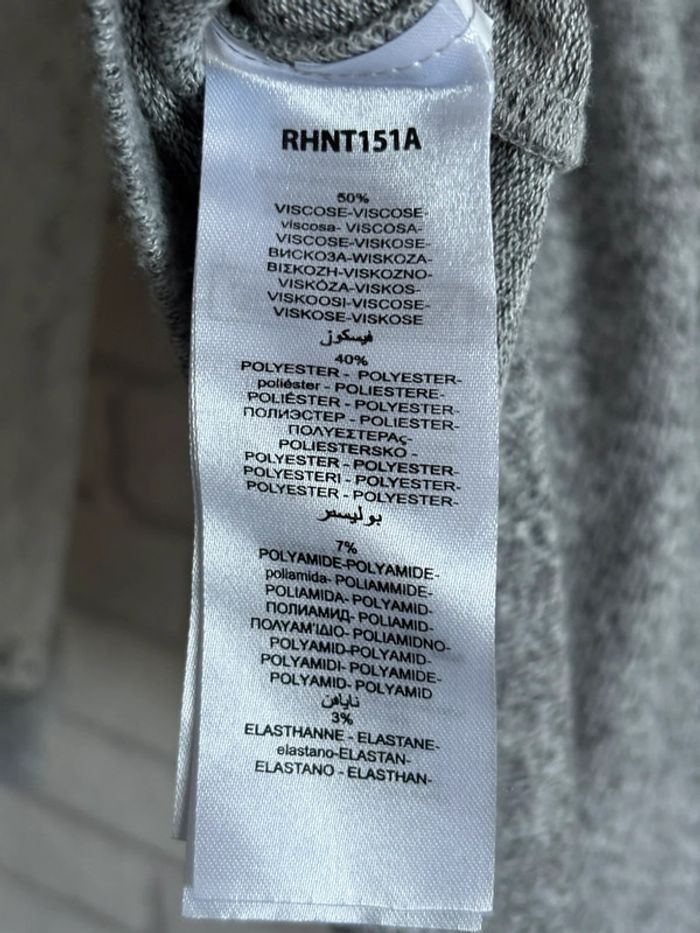 RHNT151A
50%
VISCOSE-VISCOSE-
viscosa- VISCOSA-
VISCOSE-VISKOSE-
ВИСКОЗА-WISKOZA-
ΒΙΣΚΟΖΗ-VISKOZNO-
VISKÓZA-VISKOS-
VISKOOSI-VISCOSE-
VISKOSE-VISKOSE
فيسكوز
40%
POLYESTER - POLYESTER-
poliéster - POLIESTERE-
POLIÉSTER - POLYESTER-
ПОЛИЭСТЕР - POLIESTER-
ΠΟΛΥΕΣΤΕΡΑς-
POLIESTERSKO -
POLYESTER - POLYESTER-
POLYESTERI - POLYESTER-
POLYESTER - POLYESTER-
بوليستر
7%
POLYAMIDE-POLYAMIDE-
poliamida- POLIAMMIDE-
POLIAMIDA- POLYAMID-
ПОЛИАМИД- POLIAMID-
ΠΟΛΥΑΜ'ΙΔΙΟ- POLIAMIDNO-
POLYAMID-POLYAMID-
POLYAMIDI- POLYAMIDE-
POLYAMID- POLYAMID
3%
ELASTHANNE - ELASTANE-
elastano-ELASTAN-
ELASTANO - ELASTHAN-